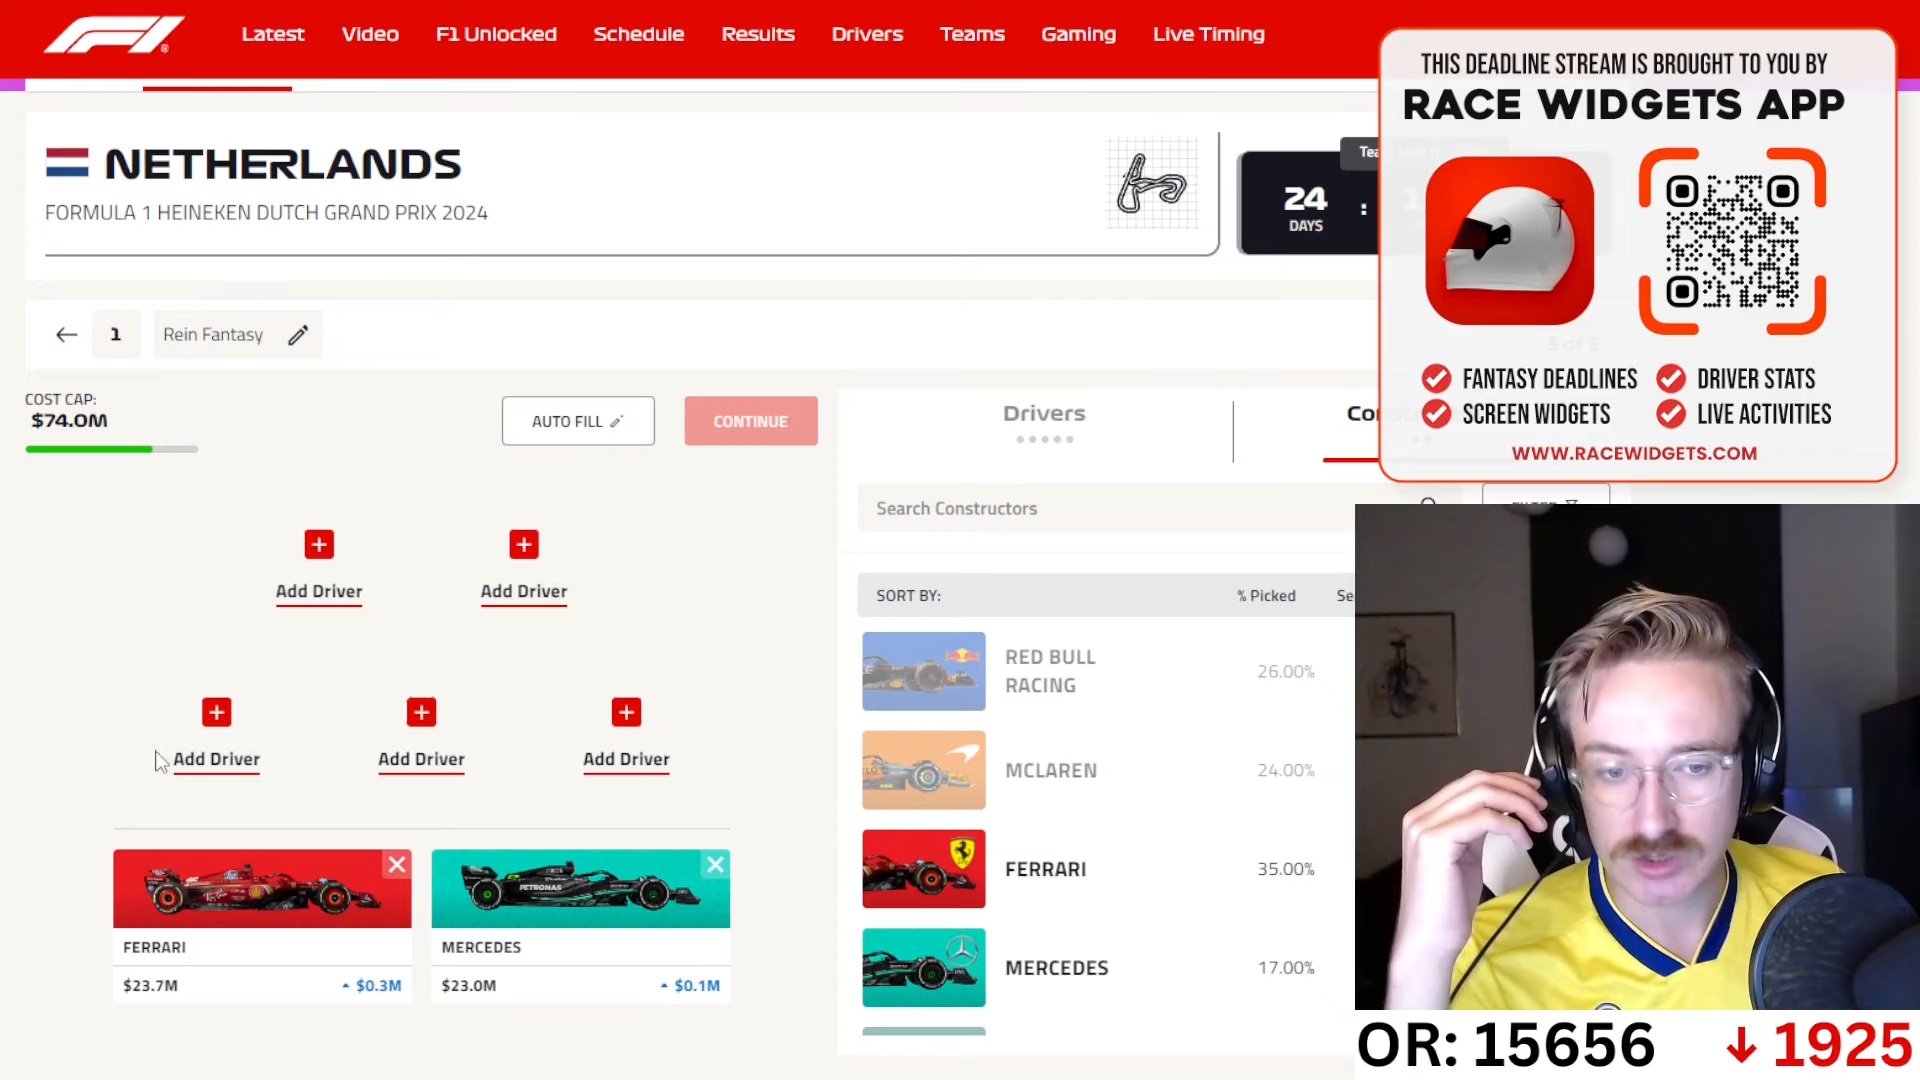 Latest Video F1 Unlocked Schedule Results Drivers Teams Gaming Live Timing
THIS DEADLINE STREAM IS BROUGHT TO YOU BY
RACE WIDGETS APP
FANTASY DEADLINES
DRIVER STATS
SCREEN WIDGETS
LIVE ACTIVITIES
WWW.RACEWIDGETS.COM
NETHERLANDS
FORMULA 1 HEINEKEN DUTCH GRAND PRIX 2024
24 :
DAYS
1 Rein Fantasy
COST CAP:
$74.0M
AUTO FILL
CONTINUE
Add Driver
Add Driver
Add Driver
Add Driver
Add Driver
FERRARI
$23.7M $0.3M
PETRONAS
MERCEDES
$23.0M $0.1M
Drivers
Search Constructors
SORT BY: % Picked
RED BULL
RACING
26.00%
MCLAREN 24.00%
FERRARI 35.00%
MERCEDES 17.00%
OR: 15656 ↓ 1925